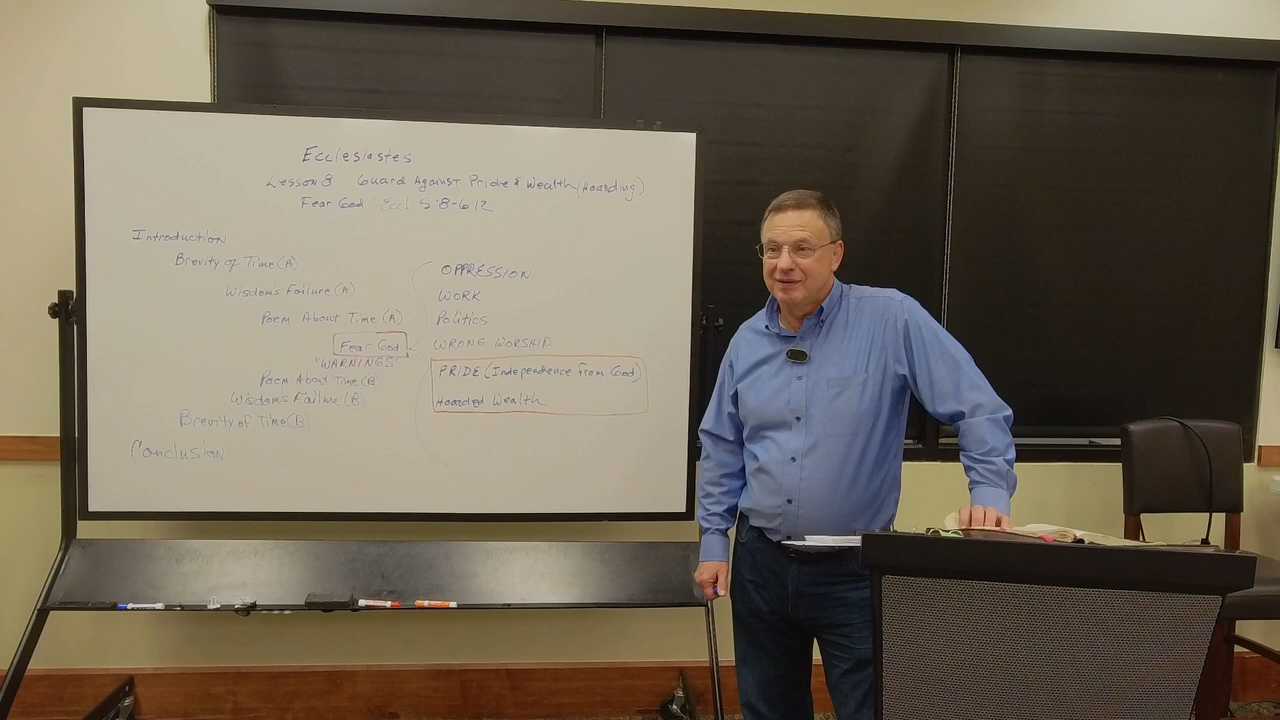 Ecclesiastes
Lesson 8 Guard Against Pride & Wealth (Hoarding)
Fear God Eccl 5:8-6:12
Introduction
Brevity of Time (A)
Wisdom's Failure (A)
Poem About Time (A)
Fear God
"WARNINGS"
Poem About Time (B)
Wisdom's Failure (B)
Brevity of Time (B)
Conclusion
OPPRESSION
WORK
Politics
WRONG WORSHIP
PRIDE (Independence from God)
Hoarded Wealth